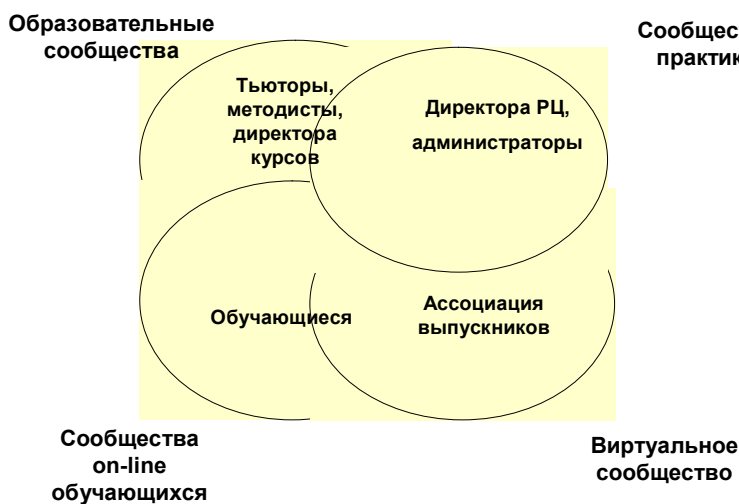 Образовательные
сообщества
Тьюторы,
методисты,
директора
курсов
Директора РЦ,
администраторы
Обучающиеся
Ассоциация
выпускников
Сообщества
on-line
обучающихся
Виртуальное
сообщество